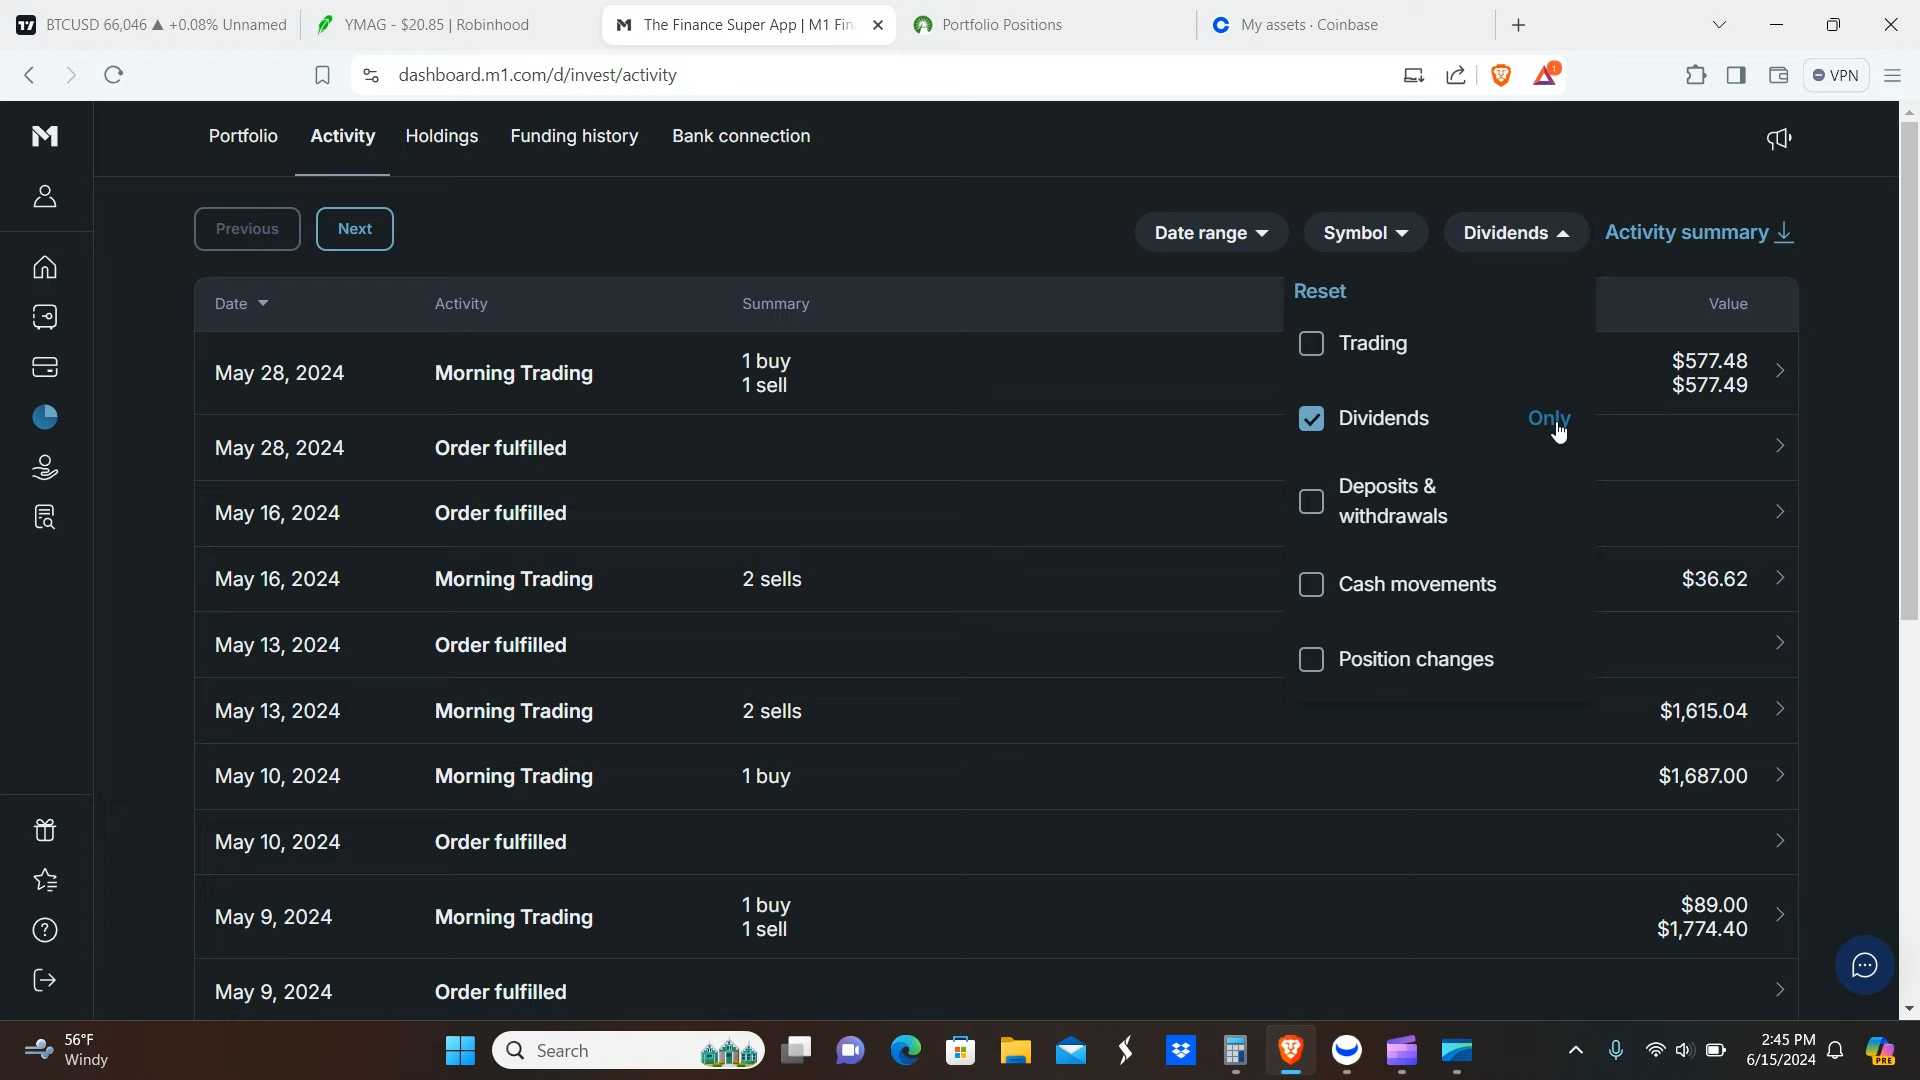 BTCUSD 66,046 ▲ +0.08% Unnamed
YMAG - $20.85 | Robinhood
The Finance Super App | M1 Fin
Portfolio Positions
My assets · Coinbase
dashboard.m1.com/d/invest/activity
1
VPN
Portfolio
Activity
Holdings
Funding history
Bank connection
Previous
Next
Date range
Symbol
Dividends
Activity summary
Date
Activity
Summary
Value
Reset
Trading
Dividends
Only
Deposits &
withdrawals
Cash movements
Position changes
May 28, 2024 Morning Trading 1 buy $577.48
1 sell $577.49
May 28, 2024 Order fulfilled
May 16, 2024 Order fulfilled
May 16, 2024 Morning Trading 2 sells $36.62
May 13, 2024 Order fulfilled
May 13, 2024 Morning Trading 2 sells $1,615.04
May 10, 2024 Morning Trading 1 buy $1,687.00
May 10, 2024 Order fulfilled
May 9, 2024 Morning Trading 1 buy $89.00
1 sell $1,774.40
May 9, 2024 Order fulfilled
56°F
Windy
Search
2:45 PM
6/15/2024
PRE